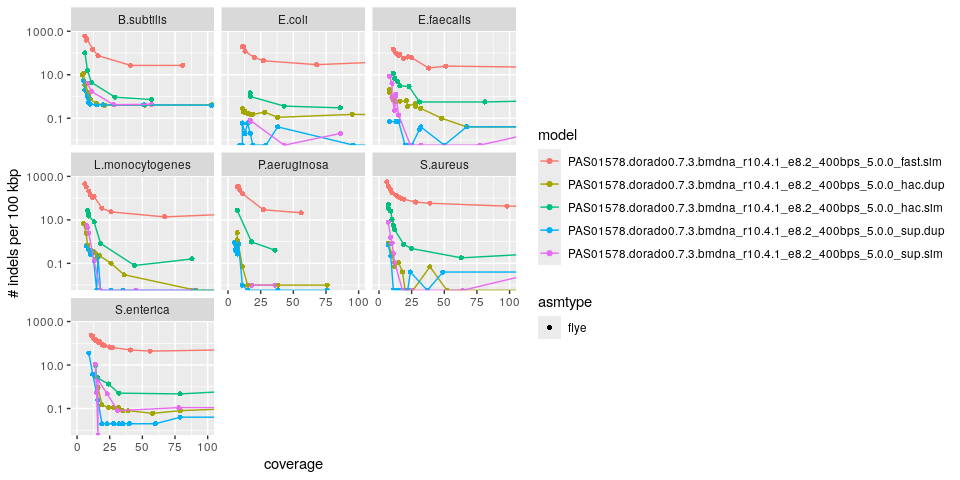 B.subtilis E.coli E.faecalis
1000.0
10.0
0.1
L.monocytogenes P.aeruginosa S.aureus
1000.0
10.0
0.1
0 25 50 75 100 0 25 50 75 100
S.enterica
1000.0
10.0
0.1
0 25 50 75 100
coverage
# indels per 100 kbp
model
PAS01578.dorado0.7.3.bmdna_r10.4.1_e8.2_400bps_5.0.0_fast.sim
PAS01578.dorado0.7.3.bmdna_r10.4.1_e8.2_400bps_5.0.0_hac.dup
PAS01578.dorado0.7.3.bmdna_r10.4.1_e8.2_400bps_5.0.0_hac.sim
PAS01578.dorado0.7.3.bmdna_r10.4.1_e8.2_400bps_5.0.0_sup.dup
PAS01578.dorado0.7.3.bmdna_r10.4.1_e8.2_400bps_5.0.0_sup.sim
asmtype
flye